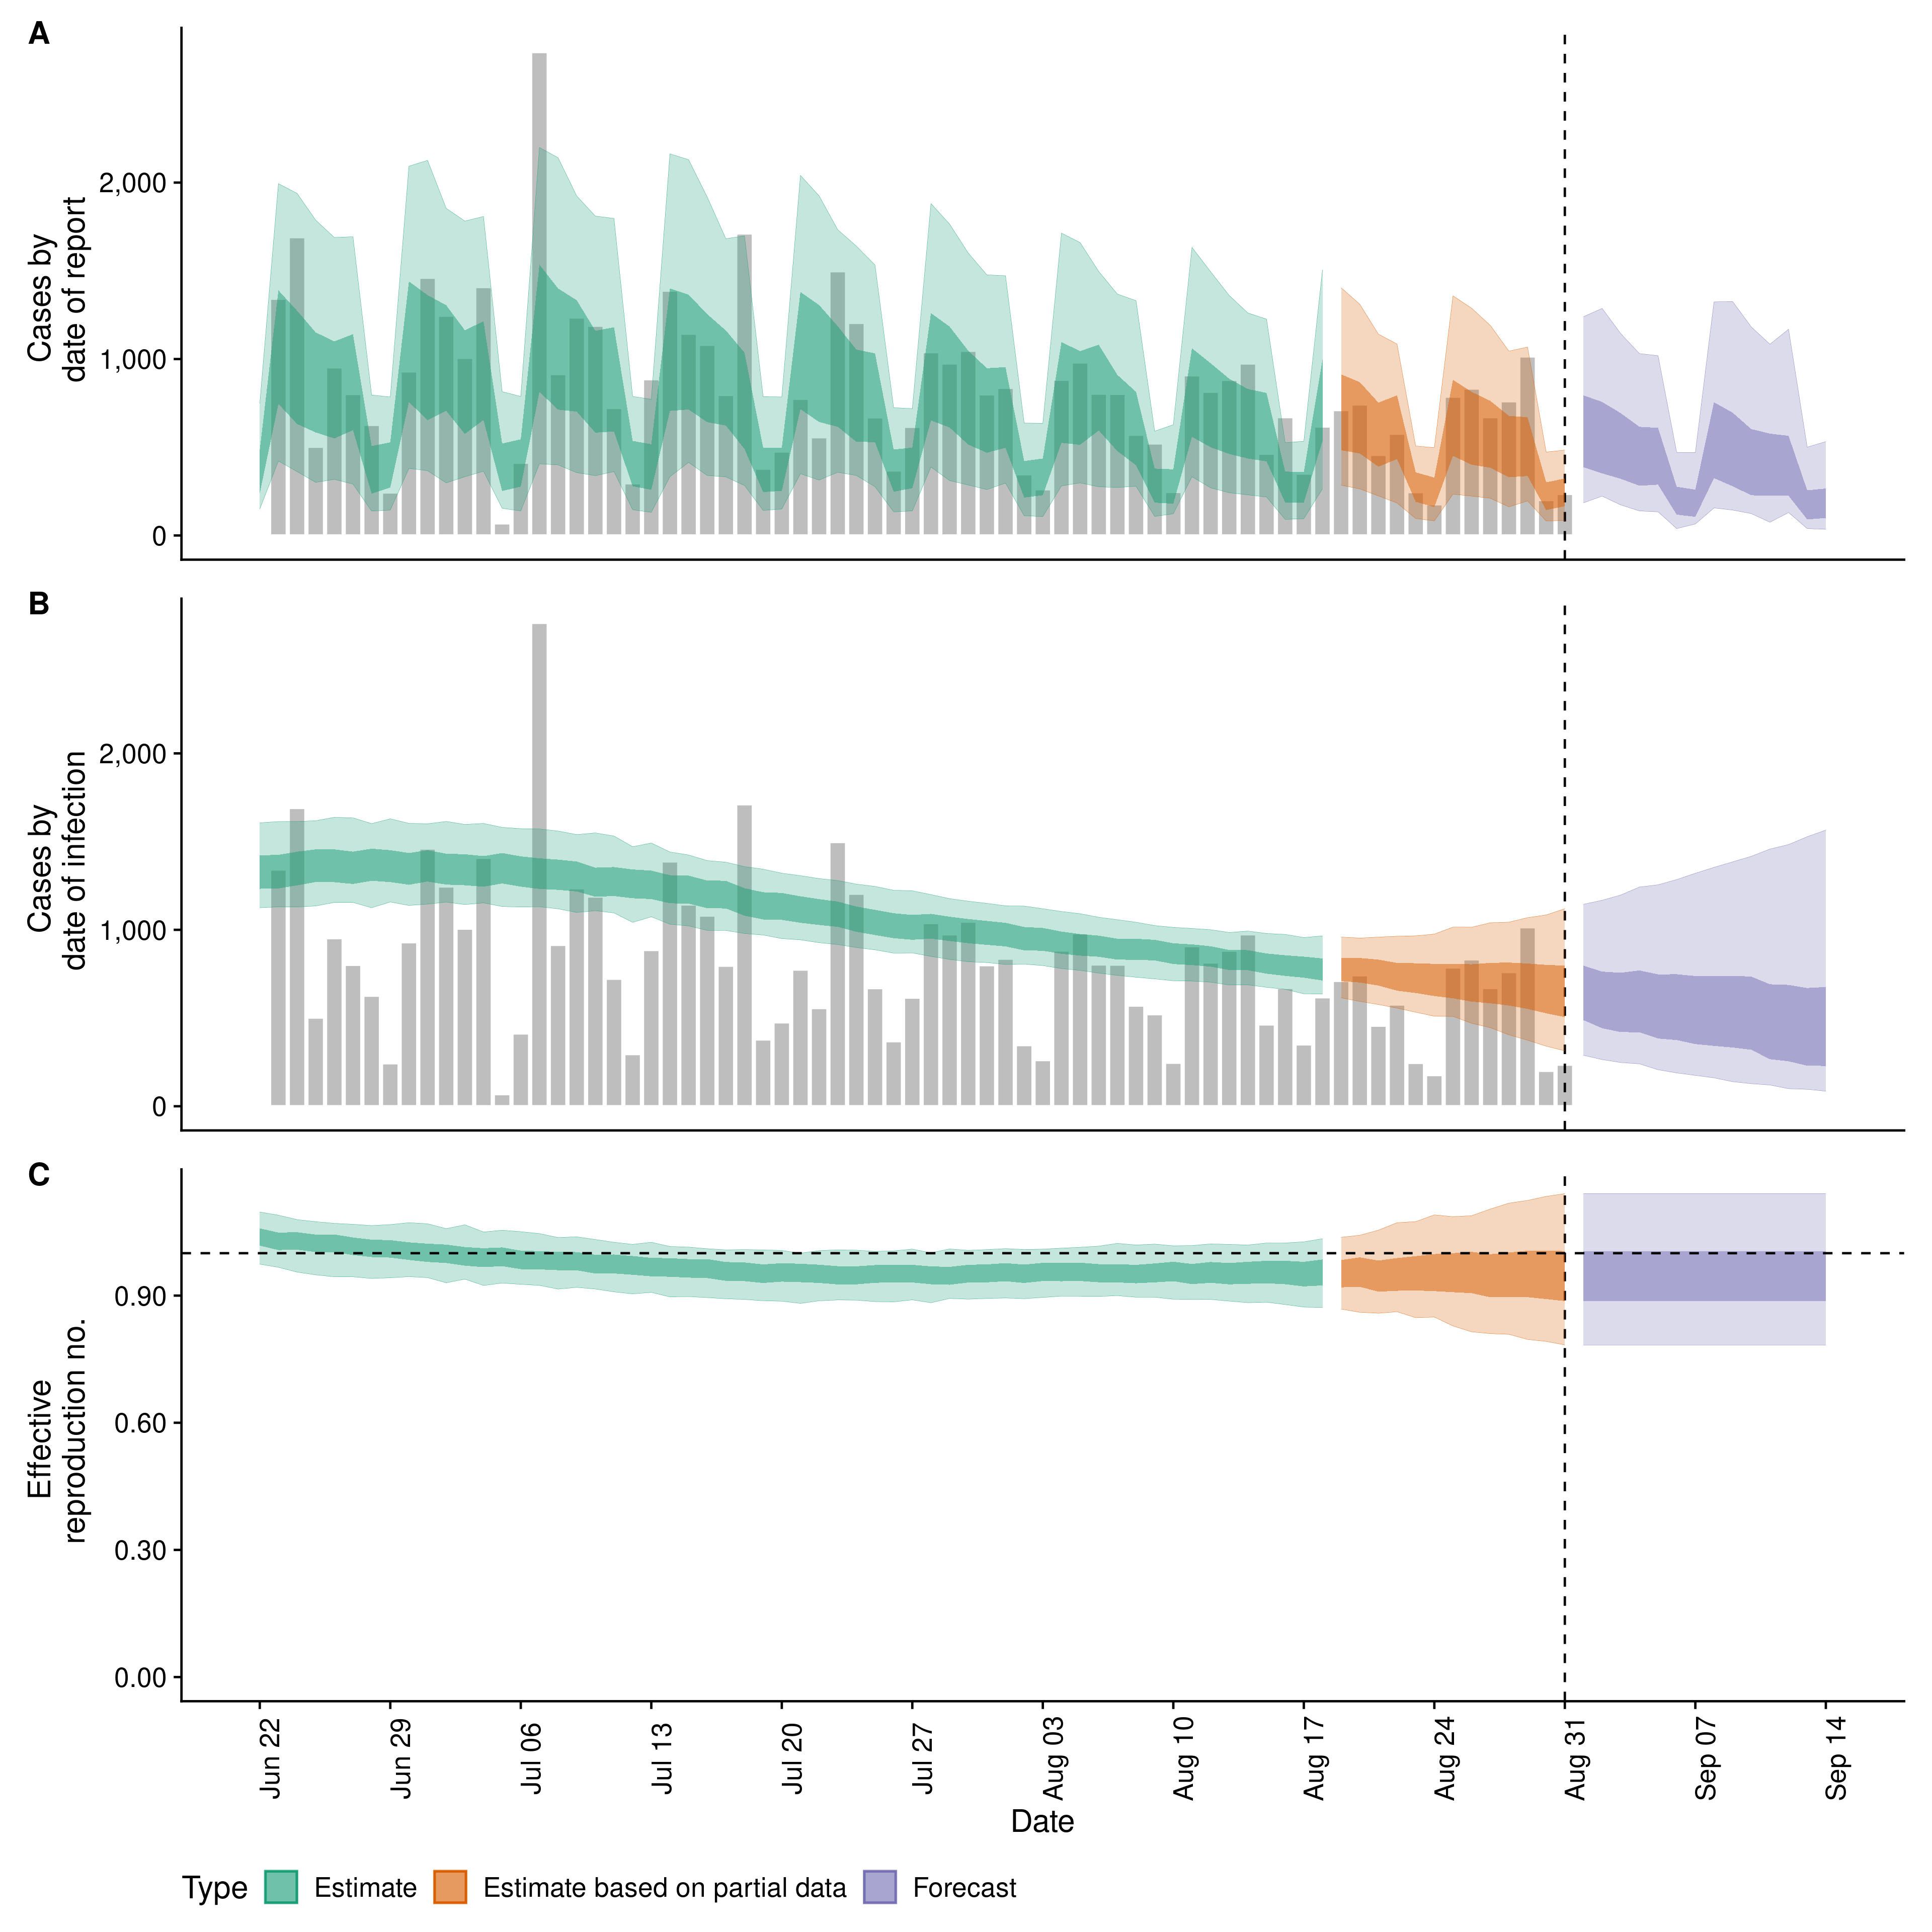 A
Cases by
date of report
2,000
1,000
0
B
Cases by
date of infection
2,000
1,000
0
C
Effective
reproduction no.
0.90
0.60
0.30
0.00
Jun 22
Jun 29
Jul 06
Jul 13
Jul 20
Jul 27
Aug 03
Aug 10
Aug 17
Aug 24
Aug 31
Sep 07
Sep 14
Date
Type Estimate Estimate based on partial data Forecast